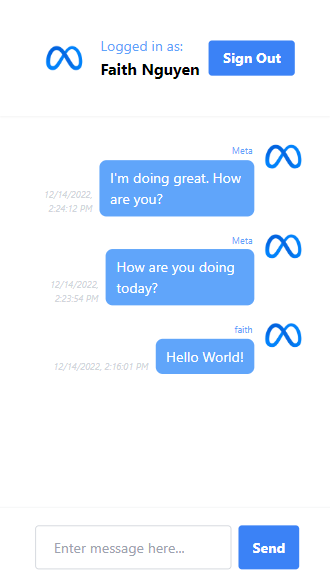 Logged in as:
Faith Nguyen
Sign Out
Meta
I'm doing great. How
are you?
12/14/2022,
2:24:12 PM
Meta
How are you doing
today?
12/14/2022,
2:23:54 PM
faith
Hello World!
12/14/2022, 2:16:01 PM
Enter message here...
Send